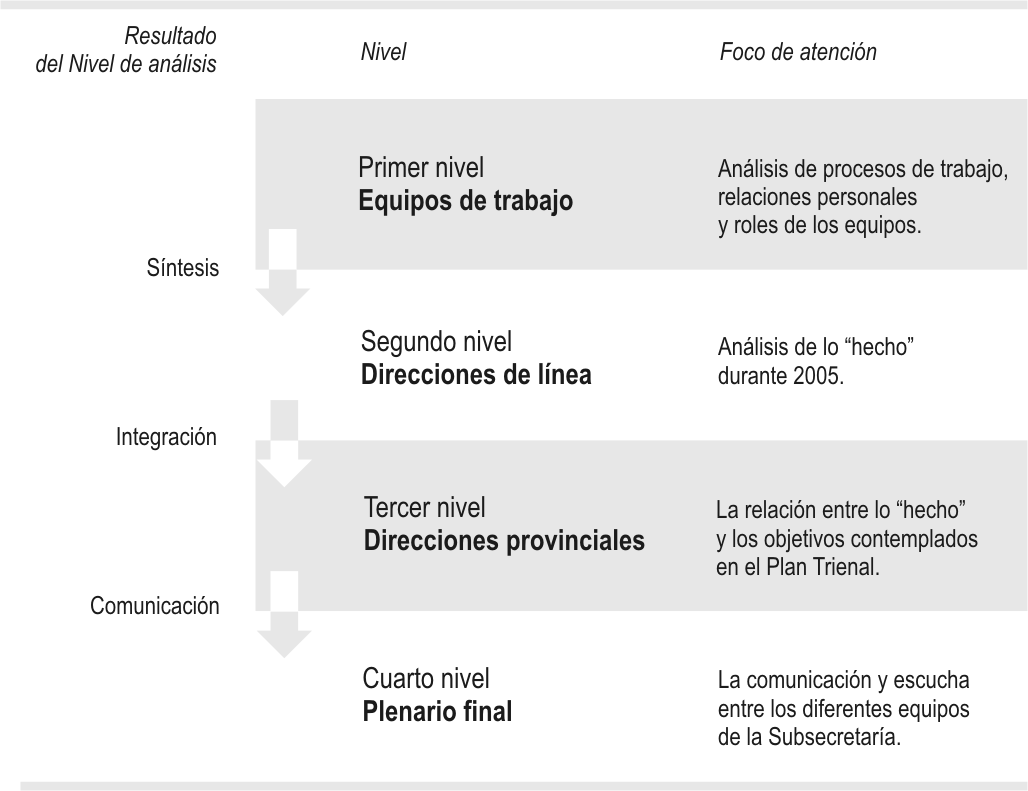 Resultado
del Nivel de análisis
Nivel
Foco de atención
Primer nivel
Equipos de trabajo
Análisis de procesos de trabajo,
relaciones personales
y roles de los equipos.
Síntesis
Segundo nivel
Direcciones de línea
Análisis de lo “hecho”
durante 2005.
Integración
Tercer nivel
Direcciones provinciales
La relación entre lo “hecho”
y los objetivos contemplados
en el Plan Trienal.
Comunicación
Cuarto nivel
Plenario final
La comunicación y escucha
entre los diferentes equipos
de la Subsecretaría.